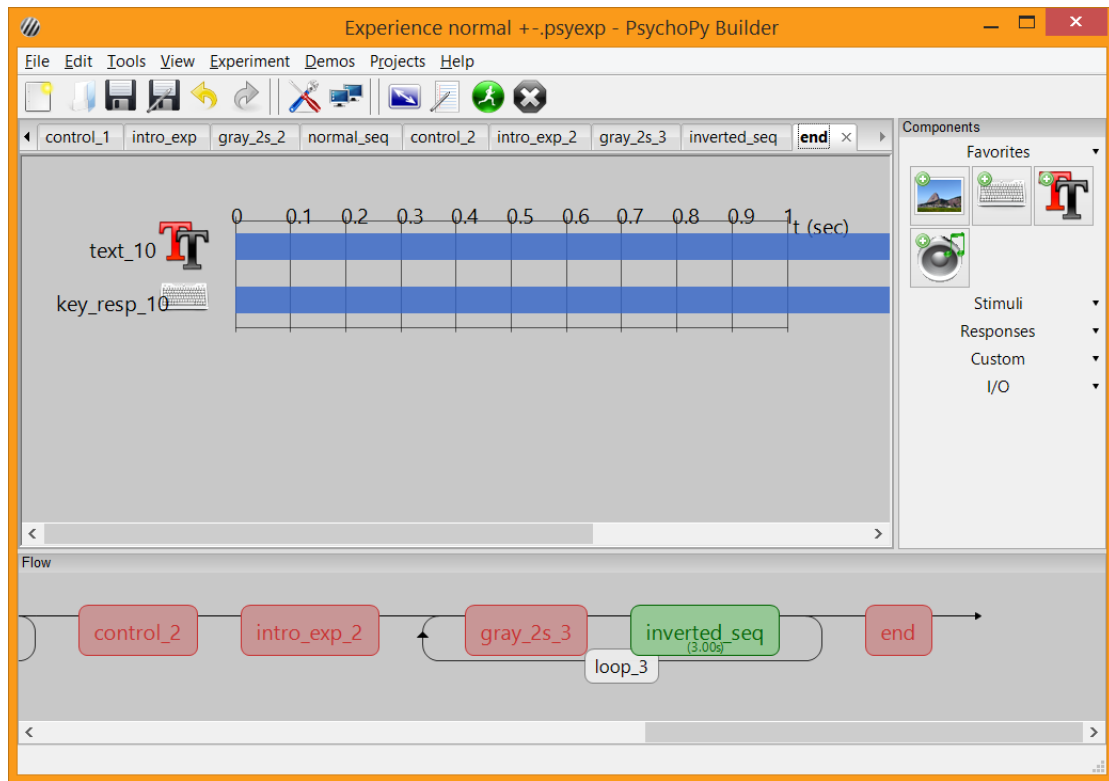 Experience normal +-.psyexp - PsychoPy Builder
File Edit Tools View Experiment Demos Projects Help
control_1 intro_exp gray_2s_2 normal_seq control_2 intro_exp_2 gray_2s_3 inverted_seq end
Components
Favorites
0 0.1 0.2 0.3 0.4 0.5 0.6 0.7 0.8 0.9 1 t (sec)
text_10
key_resp_10
Stimuli
Responses
Custom
I/O
Flow
control_2 intro_exp_2 gray_2s_3 inverted_seq end
(3.00s)
loop_3